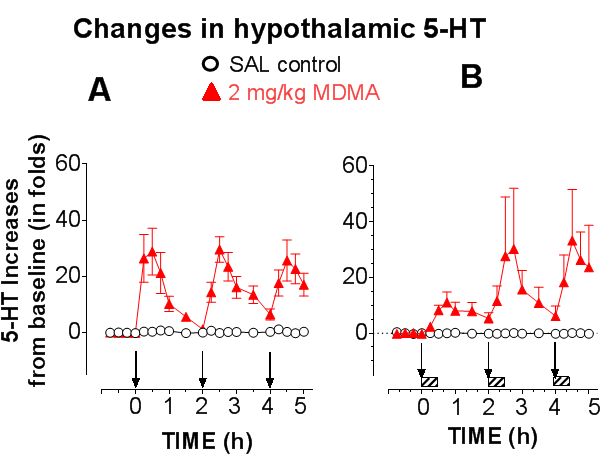 Changes in hypothalamic 5-HT
SAL control
2 mg/kg MDMA
A
B
5-HT Increases
from baseline (in folds)
60
40
20
0
0 1 2 3 4 5
TIME (h)
60
40
20
0
0 1 2 3 4 5
TIME (h)